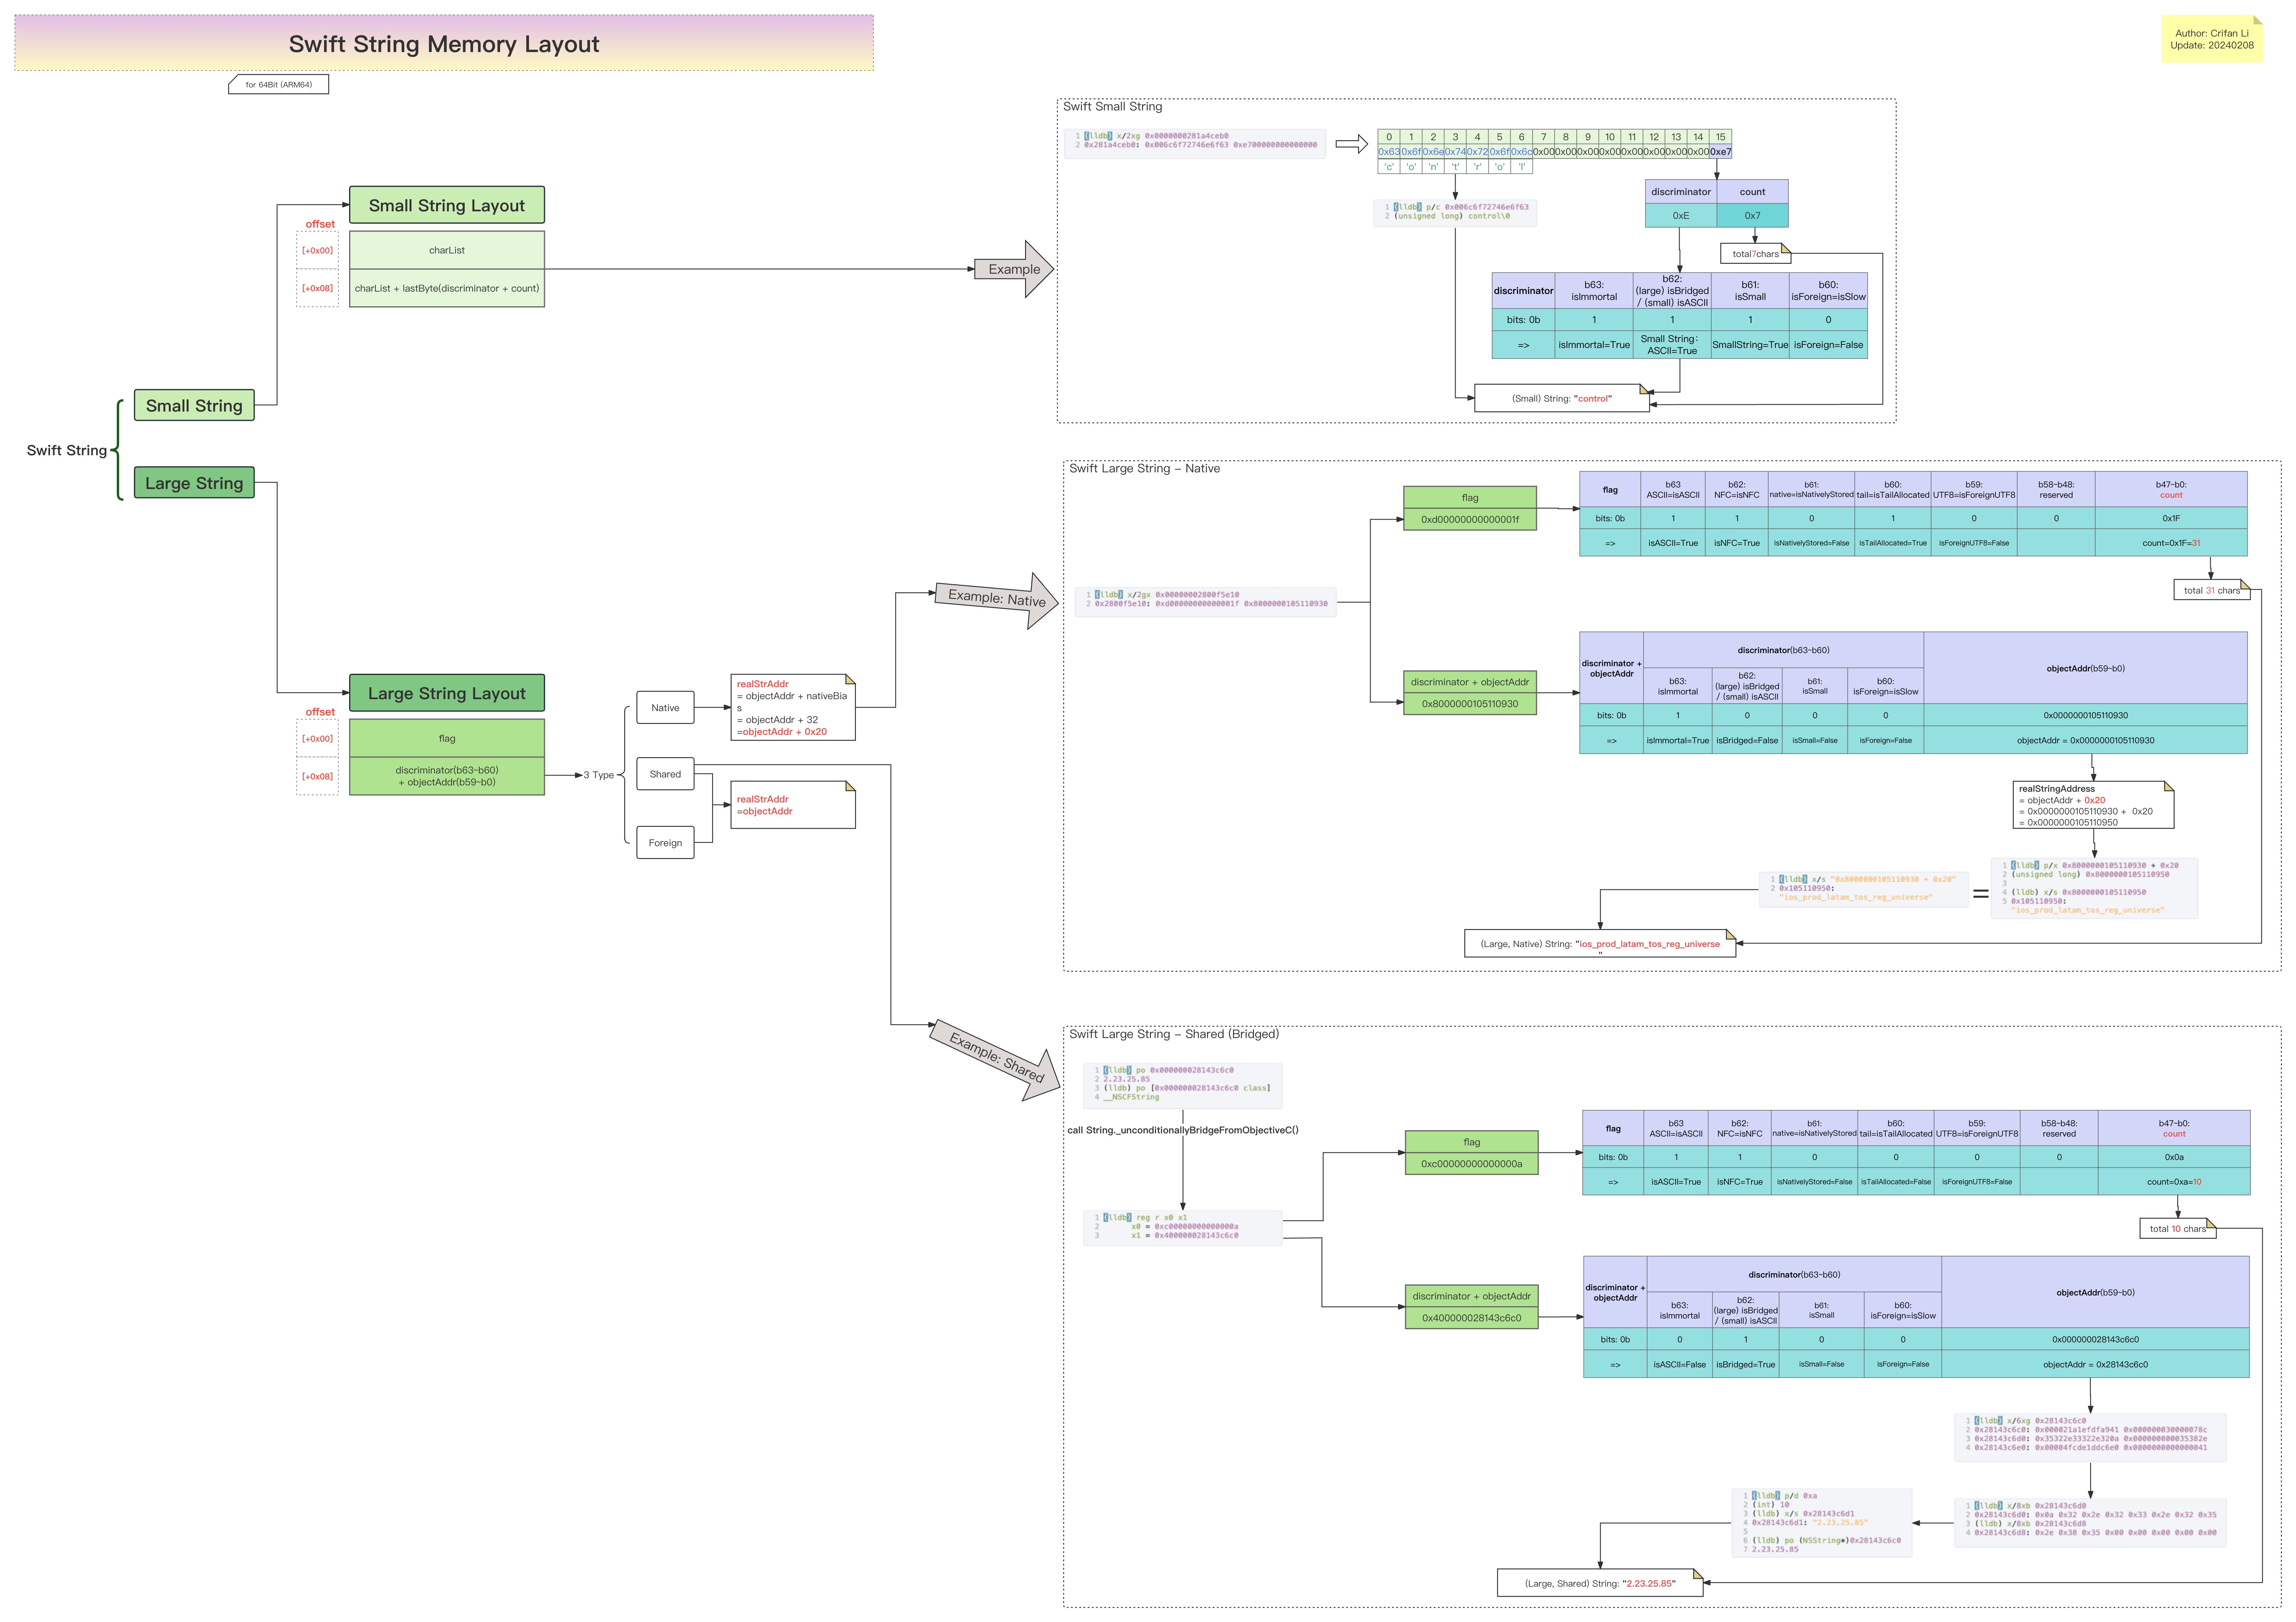 Swift String Memory Layout
for 64Bit (ARM64)
Author: Crifan Li
Update: 20240208
Swift String
Small String
Large String
Small String Layout
offset
[+0x00]
charList
[+0x08]
charList + lastByte(discriminator + count)
Example
Large String Layout
offset
[+0x00]
flag
[+0x08]
discriminator(b63~b60)
+ objectAddr(b59~b0)
3 Type
Native
Shared
Foreign
realStrAddr
= objectAddr + nativeBia
s
= objectAddr + 32
=objectAddr + 0x20
realStrAddr
=objectAddr
Example: Native
Example: Shared
Swift Small String
1 (lldb) x/2xg 0x0000000281a4ceb0
2 0x281a4ceb0: 0x006c6f72746e6f63 0xe700000000000000
0 1 2 3 4 5 6 7 8 9 10 11 12 13 14 15
0x63 0x6f 0x6e 0x74 0x72 0x6f 0x6c 0x00 0x00 0x00 0x00 0x00 0x00 0x00 0x00 0xe7
'c' 'o' 'n' 't' 'r' 'o' 'l'
1 (lldb) p/c 0x006c6f72746e6f63
2 (unsigned long) control\0
discriminator count
0xE 0x7
total7chars
discriminator
b63:
isImmortal
b62:
(large) isBridged
/ (small) isASCII
b61:
isSmall
b60:
isForeign=isSlow
bits: 0b 1 1 1 0
=>
isImmortal=True
Small String:
ASCII=True
SmallString=True
isForeign=False
(Small) String: "control"
Swift Large String - Native
1 (lldb) x/2gx 0x00000002800f5e10
2 0x2800f5e10: 0xd00000000000001f 0x8000000105110930
flag
0xd00000000000001f
flag
b63
ASCII=isASCII
b62:
NFC=isNFC
b61:
native=isNativelyStored
b60:
tail=isTailAllocated
b59:
UTF8=isForeignUTF8
b58~b48:
reserved
b47~b0:
count
bits: 0b 1 1 0 1 0 0 0x1F
=> isASCII=True isNFC=True isNativelyStored=False isTailAllocated=True isForeignUTF8=False count=0x1F=31
total 31 chars
discriminator + objectAddr
0x8000000105110930
discriminator +
objectAddr
discriminator(b63~b60)
objectAddr(b59~b0)
b63:
isImmortal
b62:
(large) isBridged
/ (small) isASCII
b61:
isSmall
b60:
isForeign=isSlow
bits: 0b 1 0 0 0 0x0000000105110930
=> isImmortal=True isBridged=False isSmall=False isForeign=False objectAddr = 0x0000000105110930
realStringAddress
= objectAddr + 0x20
= 0x0000000105110930 + 0x20
= 0x0000000105110950
1 (lldb) p/x 0x8000000105110930 + 0x20
2 (unsigned long) 0x8000000105110950
3
4 (lldb) x/s 0x8000000105110950
5 0x105110950:
"ios_prod_latam_tos_reg_universe"
=
1 (lldb) x/s "0x8000000105110930 + 0x20"
2 0x105110950:
"ios_prod_latam_tos_reg_universe"
(Large, Native) String: "ios_prod_latam_tos_reg_universe
"
Swift Large String - Shared (Bridged)
1 (lldb) po 0x000000028143c6c0
2 2.23.25.85
3 (lldb) po [0x000000028143c6c0 class]
4 __NSCFString
call String._unconditionallyBridgeFromObjectiveC()
1 (lldb) reg r x0 x1
2 x0 = 0xc00000000000000a
3 x1 = 0x400000028143c6c0
flag
0xc00000000000000a
flag
b63
ASCII=isASCII
b62:
NFC=isNFC
b61:
native=isNativelyStored
b60:
tail=isTailAllocated
b59:
UTF8=isForeignUTF8
b58~b48:
reserved
b47~b0:
count
bits: 0b 1 1 0 0 0 0 0x0a
=> isASCII=True isNFC=True isNativelyStored=False isTailAllocated=False isForeignUTF8=False count=0xa=10
total 10 chars
discriminator + objectAddr
0x400000028143c6c0
discriminator +
objectAddr
discriminator(b63~b60)
objectAddr(b59~b0)
b63:
isImmortal
b62:
(large) isBridged
/ (small) isASCII
b61:
isSmall
b60:
isForeign=isSlow
bits: 0b 0 1 0 0 0x000000028143c6c0
=> isASCII=False isBridged=True isSmall=False isForeign=False objectAddr = 0x28143c6c0
1 (lldb) x/6xg 0x28143c6c0
2 0x28143c6c0: 0x000021a1efdfa941 0x000000030000078c
3 0x28143c6d0: 0x35322e33322e320a 0x000000000035382e
4 0x28143c6e0: 0x00004fcde1ddc6e0 0x0000000000000041
1 (lldb) x/8xb 0x28143c6d0
2 0x28143c6d0: 0x0a 0x32 0x2e 0x32 0x33 0x2e 0x32 0x35
3 (lldb) x/8xb 0x28143c6d8
4 0x28143c6d8: 0x2e 0x38 0x35 0x00 0x00 0x00 0x00 0x00
1 (lldb) p/d 0xa
2 (int) 10
3 (lldb) x/s 0x28143c6d1
4 0x28143c6d1: "2.23.25.85"
5
6 (lldb) po (NSString*)0x28143c6c0
7 2.23.25.85
(Large, Shared) String: "2.23.25.85"